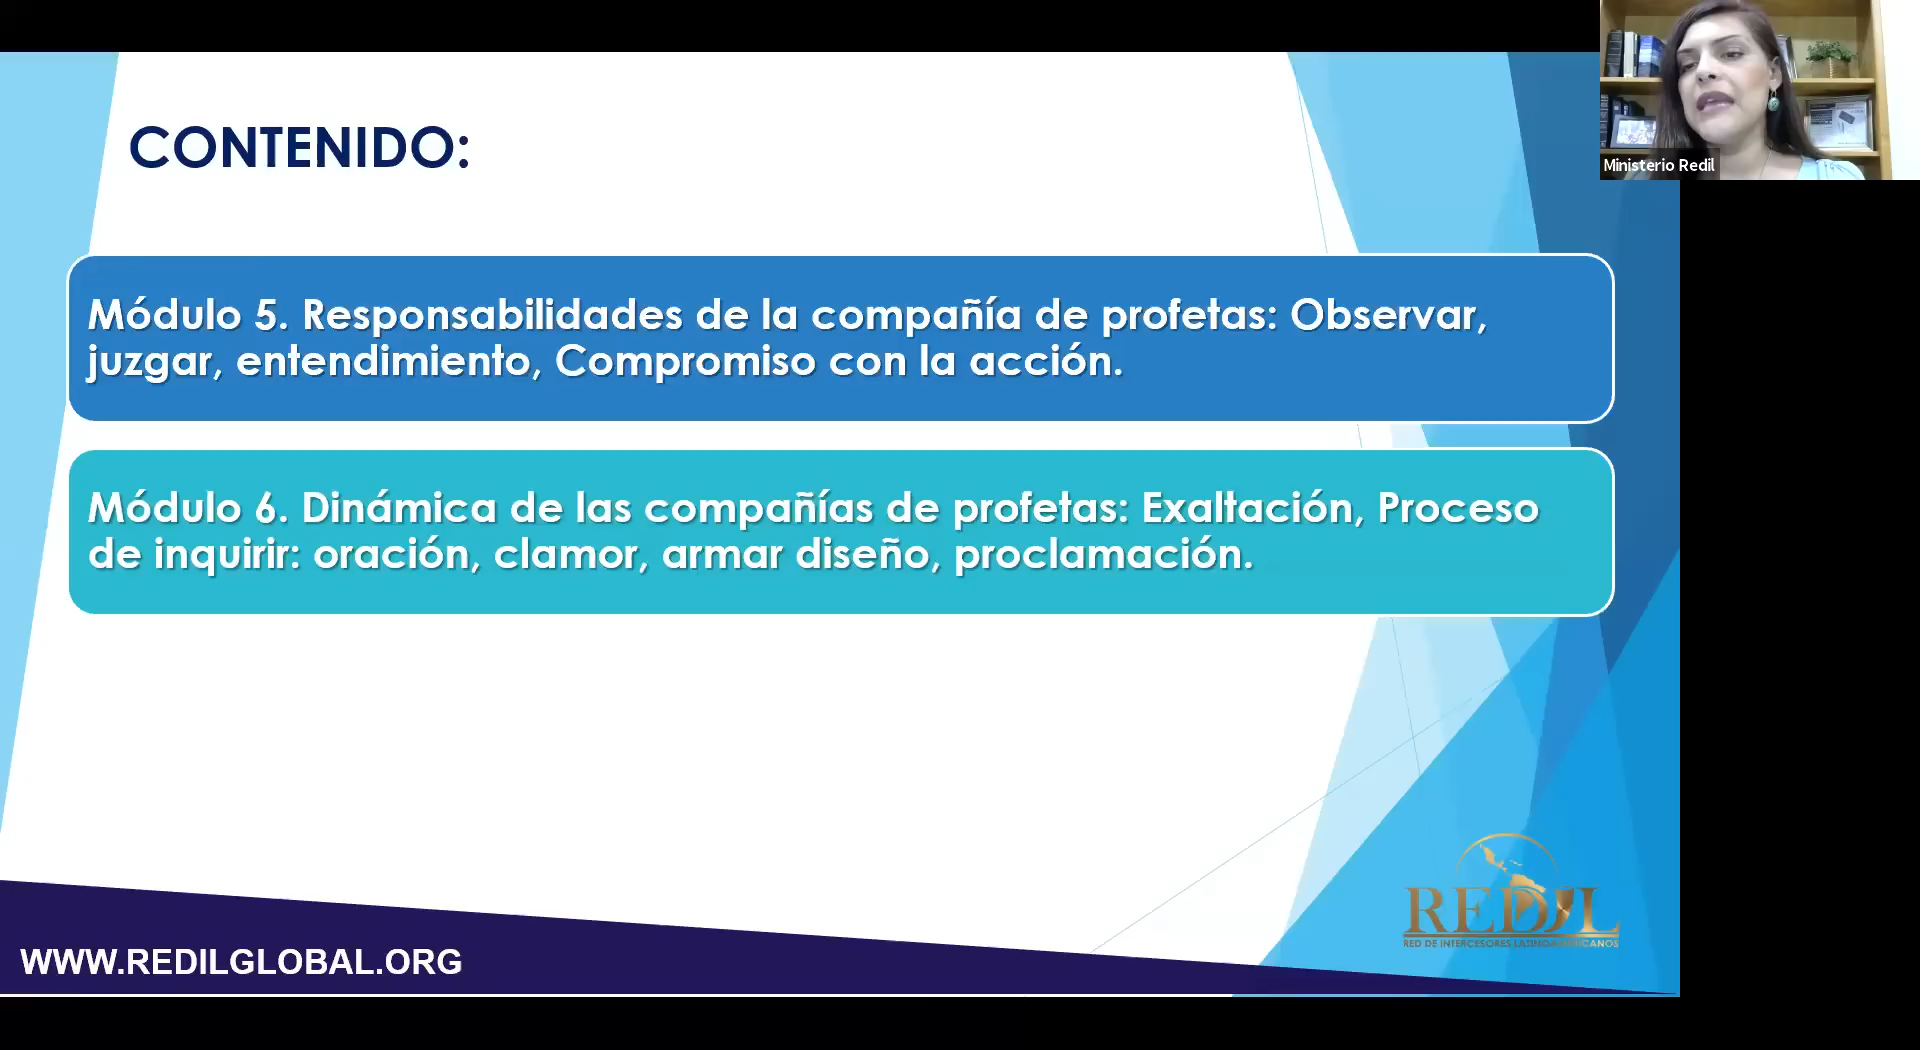 CONTENIDO:
Ministerio Redil
Módulo 5. Responsabilidades de la compañía de profetas: Observar,
juzgar, entendimiento, Compromiso con la acción.
Módulo 6. Dinámica de las compañías de profetas: Exaltación, Proceso
de inquirir: oración, clamor, armar diseño, proclamación.
REDIL
RED DE INTERCESORES
WWW.REDILGLOBAL.ORG